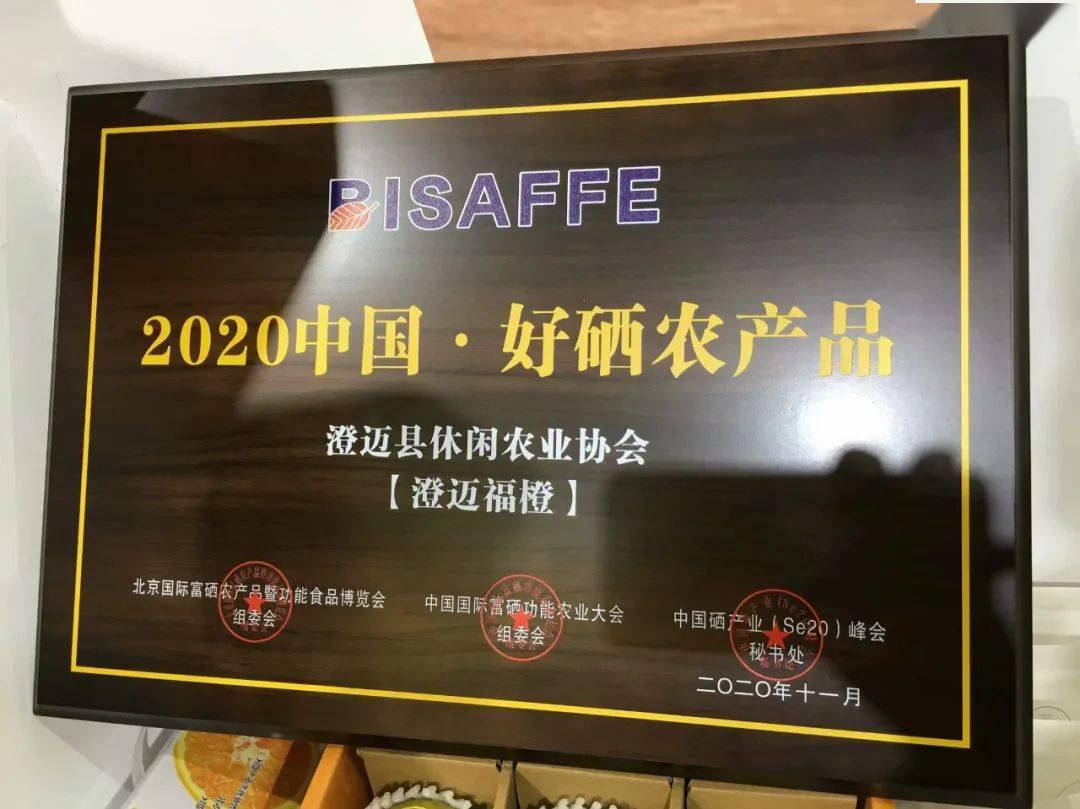 BISAFFE
2020中国·好硒农产品
澄迈县休闲农业协会
【澄迈福橙】
北京国际富硒农产品暨功能食品博览会
组委会
中国国际富硒功能农业大会
组委会
中国硒产业（Se20）峰会
秘书处
二〇二〇年十一月